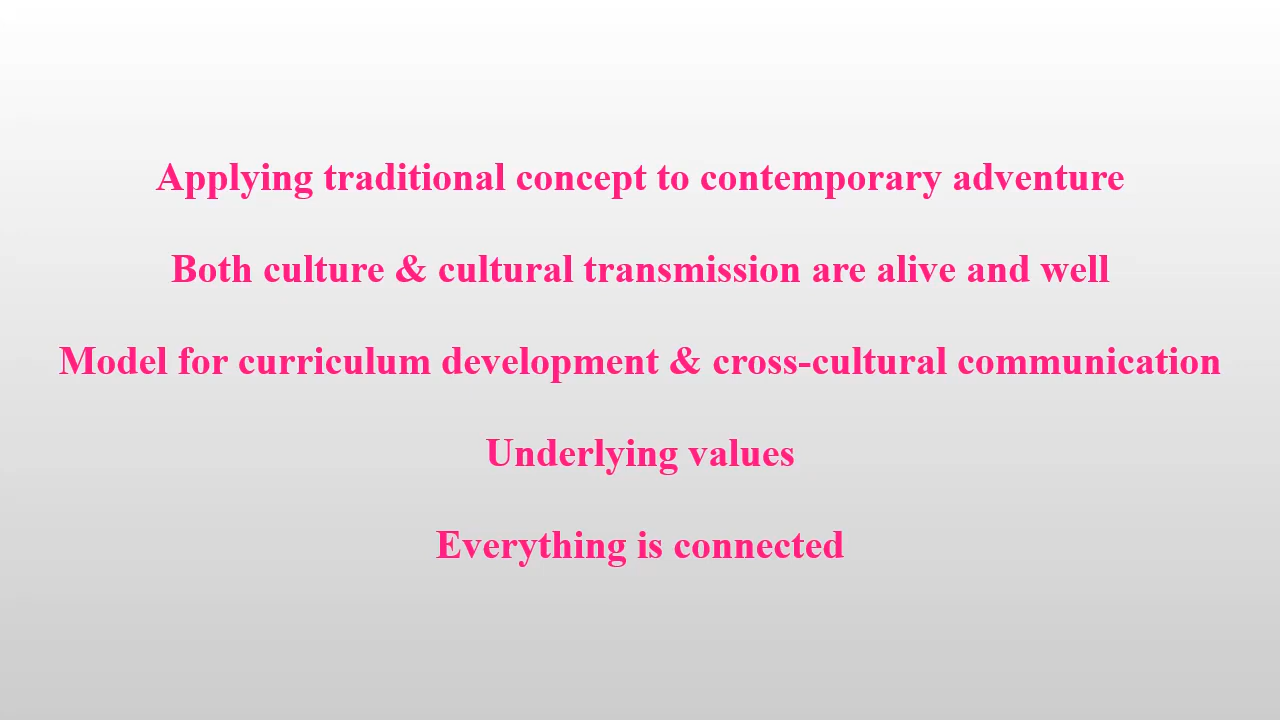 Applying traditional concept to contemporary adventure
Both culture & cultural transmission are alive and well
Model for curriculum development & cross-cultural communication
Underlying values
Everything is connected